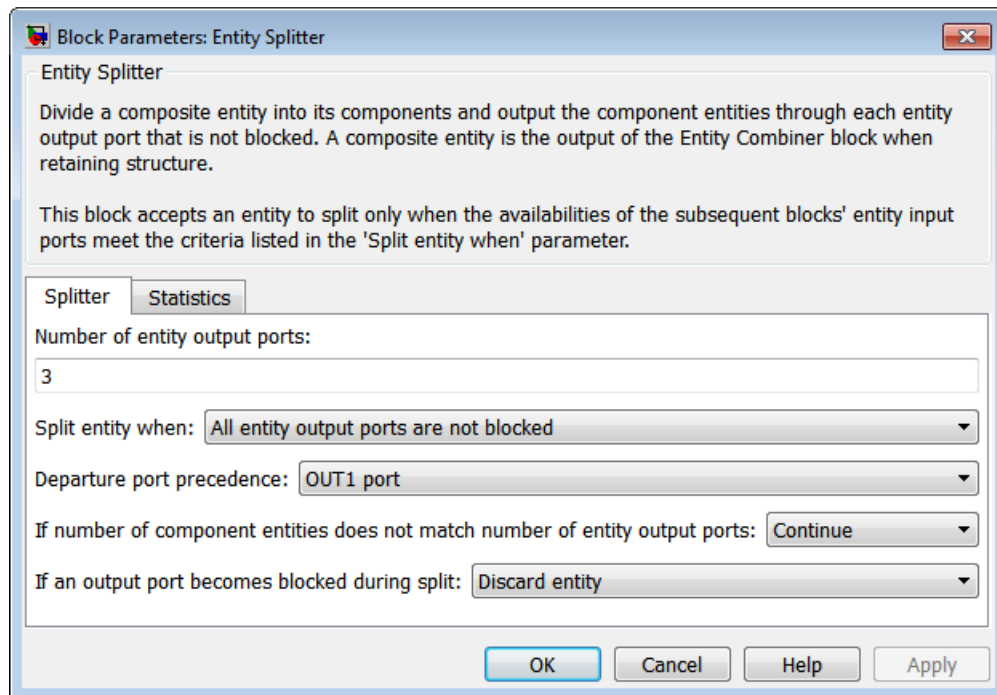 Block Parameters: Entity Splitter
Entity Splitter
Divide a composite entity into its components and output the component entities through each entity
output port that is not blocked. A composite entity is the output of the Entity Combiner block when
retaining structure.
This block accepts an entity to split only when the availabilities of the subsequent blocks' entity input
ports meet the criteria listed in the 'Split entity when' parameter.
Splitter Statistics
Number of entity output ports:
3
Split entity when: All entity output ports are not blocked
Departure port precedence: OUT1 port
If number of component entities does not match number of entity output ports: Continue
If an output port becomes blocked during split: Discard entity
OK Cancel Help Apply